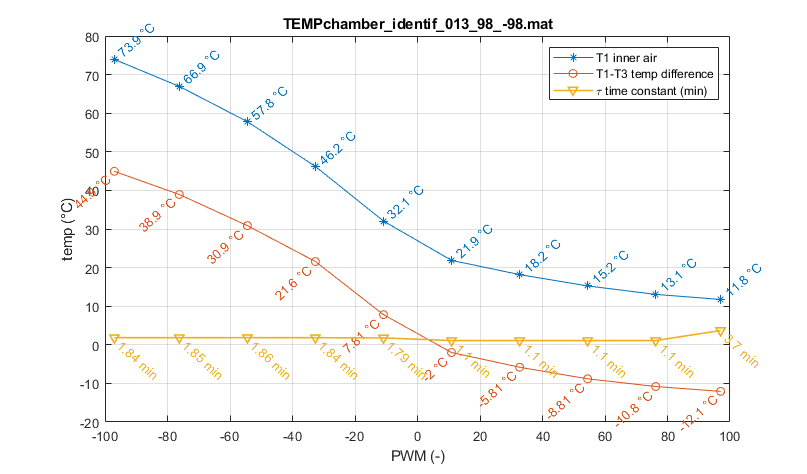 TEMPchamber_identif_013_98_-98.mat
T1 inner air
T1-T3 temp difference
τ time constant (min)
temp (°C)
80
70
60
50
40
30
20
10
0
-10
-20
73.9 °C
66.9 °C
57.8 °C
46.2 °C
32.1 °C
21.9 °C
18.2 °C
15.2 °C
13.1 °C
11.8 °C
38.9 °C
30.9 °C
21.6 °C
7.81 °C
-2 °C
-5.81 °C
-8.81 °C
-10.8 °C
-12.1 °C
1.84 min
1.85 min
1.86 min
1.84 min
1.79 min
1.1 min
1.1 min
1.1 min
1.1 min
3.7 min
-100
-80
-60
-40
-20
0
20
40
60
80
100
PWM (-)